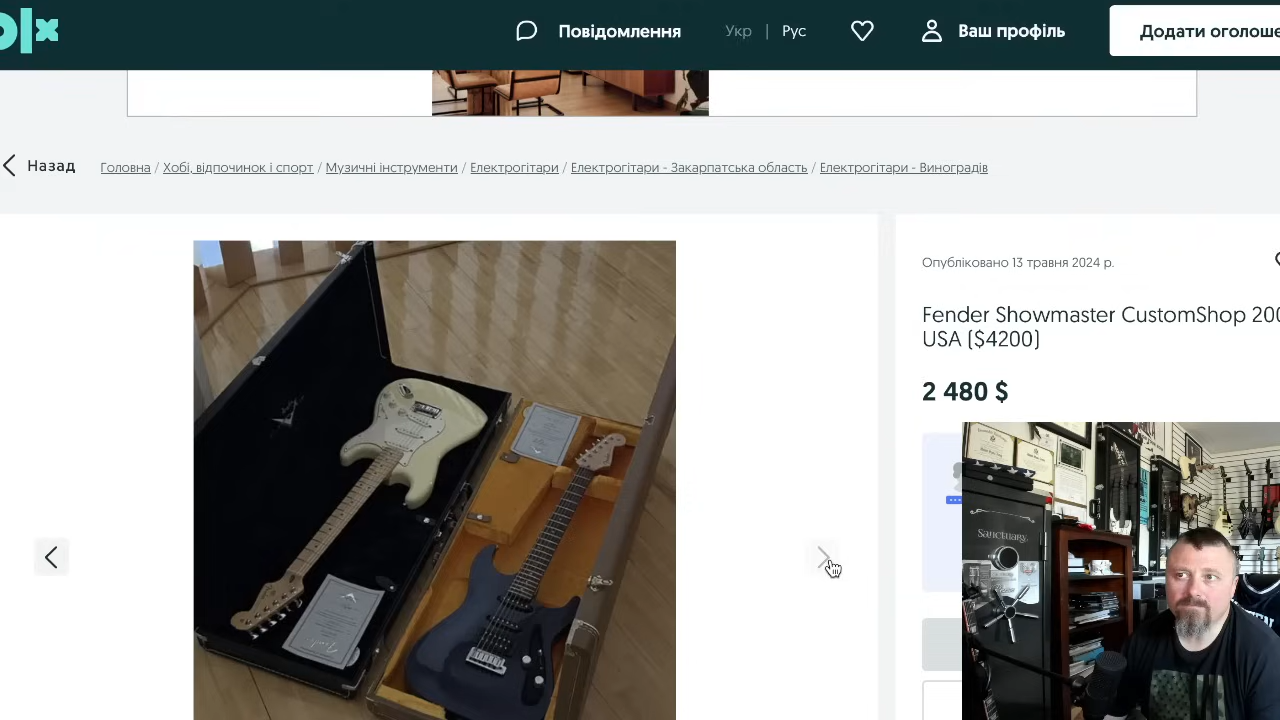 olx
Повідомлення
Укр | Рус
Ваш профіль
Додати оголоше
Назад
Головна / Хобі, відпочинок і спорт / Музичні інструменти / Електрогітари / Електрогітари - Закарпатська область / Електрогітари - Виноградів
Опубліковано 13 травня 2024 р.
Fender Showmaster CustomShop 200
USA ($4200)
2 480 $
Sanctuary